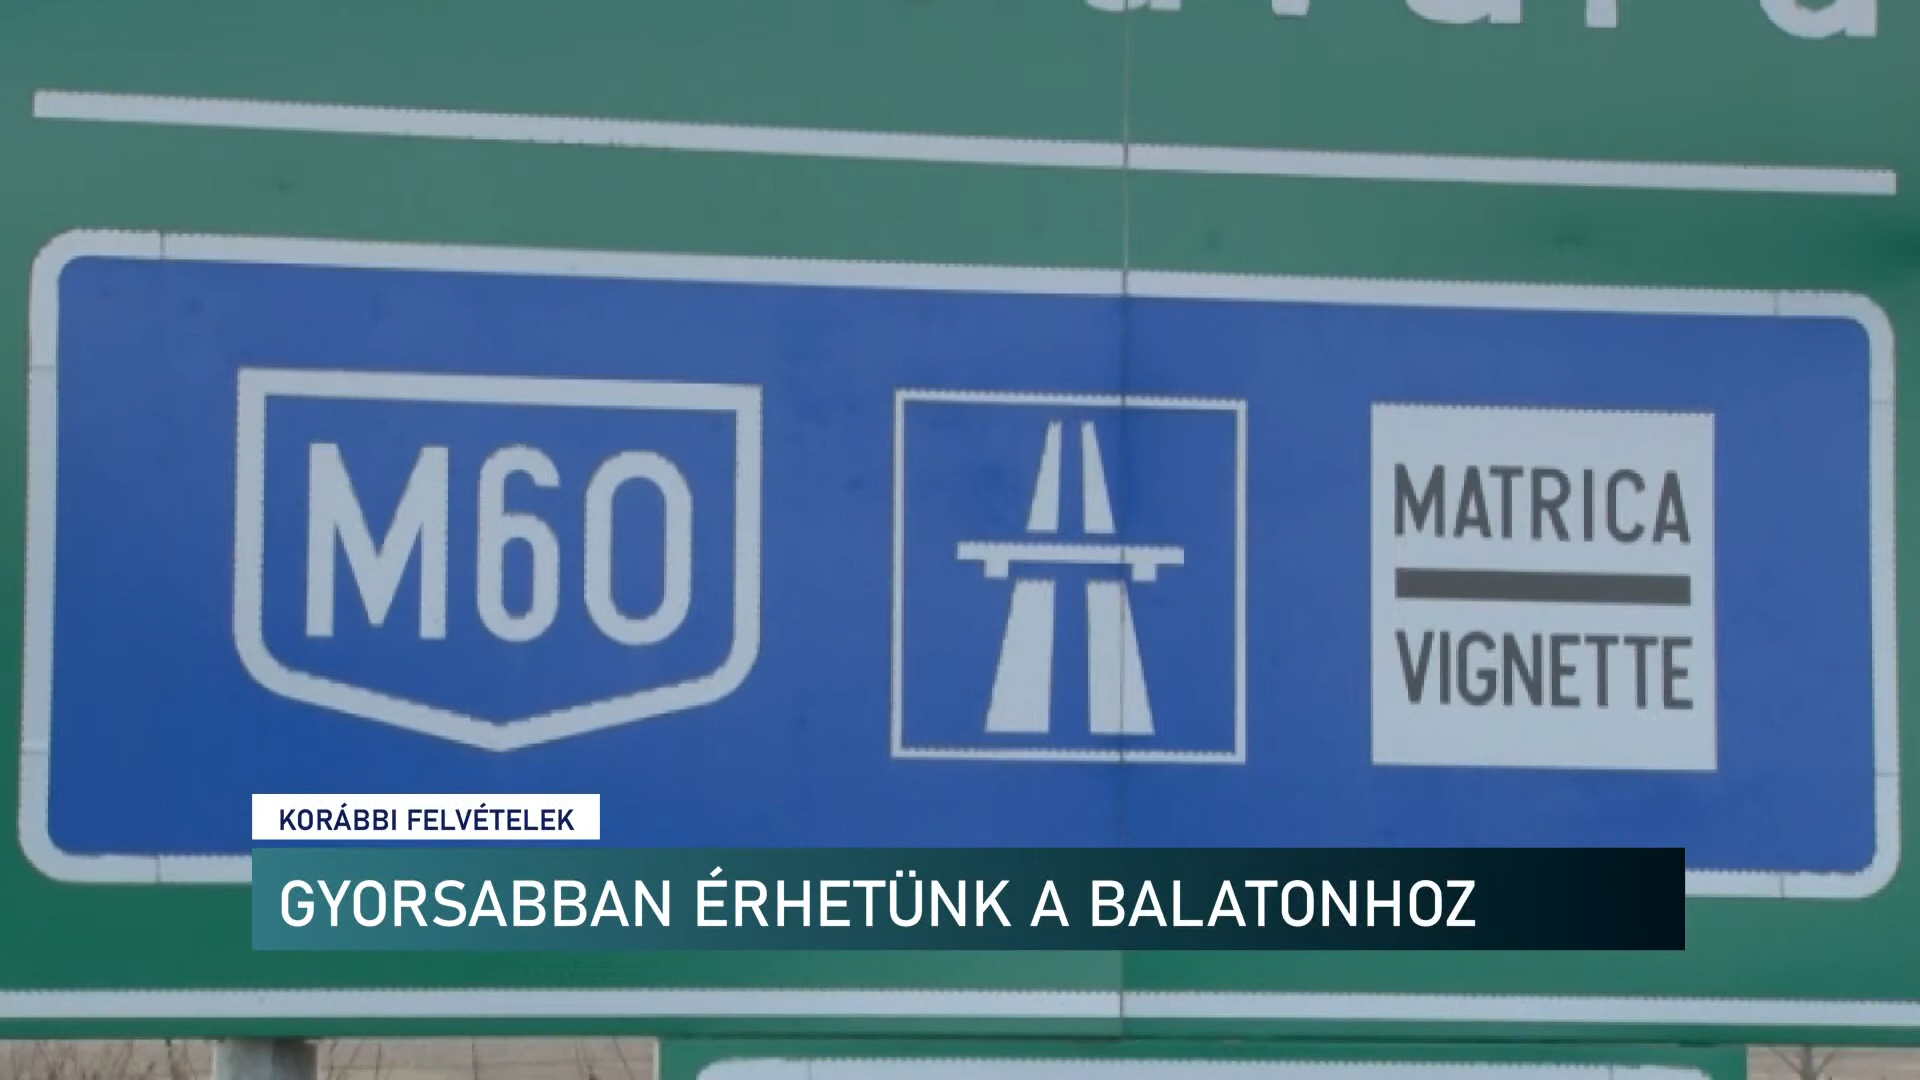 M60
MATRICA
VIGNETTE
KORÁBBI FELVÉTELEK
GYORSABBAN ÉRHETÜNK A BALATONHOZ